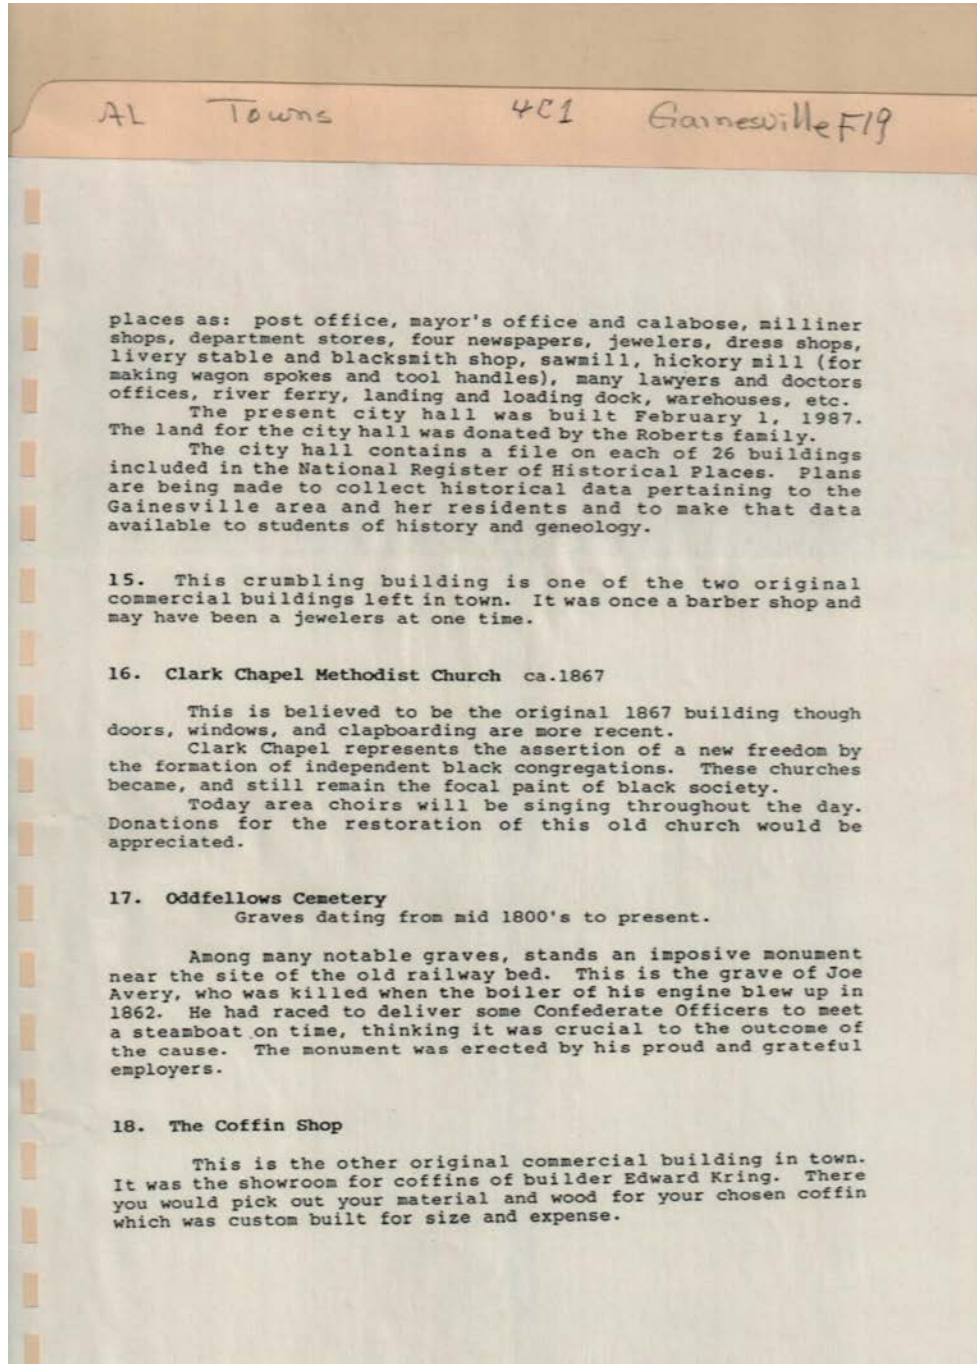 AL Towns 4C1 Gainesville F19
places as: post office, mayor's office and calabose, milliner
shops, department stores, four newspapers, jewelers, dress shops,
livery stable and blacksmith shop, sawmill, hickory mill (for
making wagon spokes and tool handles), many lawyers and doctors
offices, river ferry, landing and loading dock, warehouses, etc.
The present city hall was built February 1, 1987.
The land for the city hall was donated by the Roberts family.
The city hall contains a file on each of 26 buildings
included in the National Register of Historical Places. Plans
are being made to collect historical data pertaining to the
Gainesville area and her residents and to make that data
available to students of history and geneology.
15. This crumbling building is one of the two original
commercial buildings left in town. It was once a barber shop and
may have been a jewelers at one time.
16. Clark Chapel Methodist Church ca.1867
This is believed to be the original 1867 building though
doors, windows, and clapboarding are more recent.
Clark Chapel represents the assertion of a new freedom by
the formation of independent black congregations. These churches
became, and still remain the focal paint of black society.
Today area choirs will be singing throughout the day.
Donations for the restoration of this old church would be
appreciated.
17. Oddfellows Cemetery
Graves dating from mid 1800's to present.
Among many notable graves, stands an imposive monument
near the site of the old railway bed. This is the grave of Joe
Avery, who was killed when the boiler of his engine blew up in
1862. He had raced to deliver some Confederate Officers to meet
a steamboat on time, thinking it was crucial to the outcome of
the cause. The monument was erected by his proud and grateful
employers.
18. The Coffin Shop
This is the other original commercial building in town.
It was the showroom for coffins of builder Edward Kring. There
you would pick out your material and wood for your chosen coffin
which was custom built for size and expense.